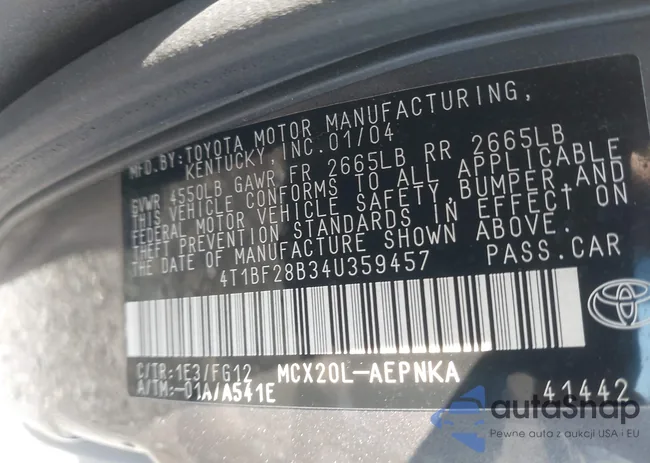 MFD.BY:TOYOTA MOTOR MANUFACTURING,
KENTUCKY,INC.01/04
GVWR 4550LB GAWR FR 2665LB RR 2665LB
THIS VEHICLE CONFORMS TO ALL APPLICABLE
FEDERAL MOTOR VEHICLE SAFETY,BUMPER,AND
THEFT PREVENTION STANDARDS IN EFFECT ON
THE DATE OF MANUFACTURE SHOWN ABOVE.
4T1BF28B34U359457 PASS.CAR
C/TR:1E3/FG12 MCX20L-AEPNKA
A/TM:-01A/A541E 41442
autoSnap
Pewne auta z aukcji USA i EU